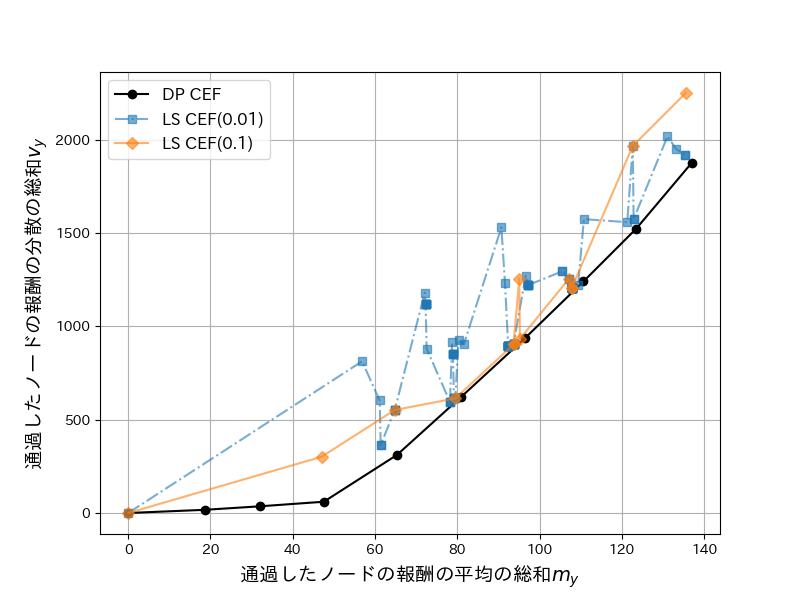 DP CEF
LS CEF(0.01)
LS CEF(0.1)
2000
1500
1000
500
0
通過したノードの報酬の分散の総和v_y
0 20 40 60 80 100 120 140
通過したノードの報酬の平均の総和m_y